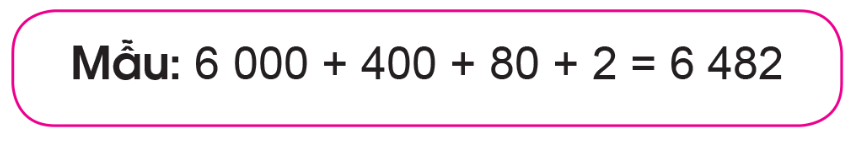 Mẫu: 6 000 + 400 + 80 + 2 = 6 482